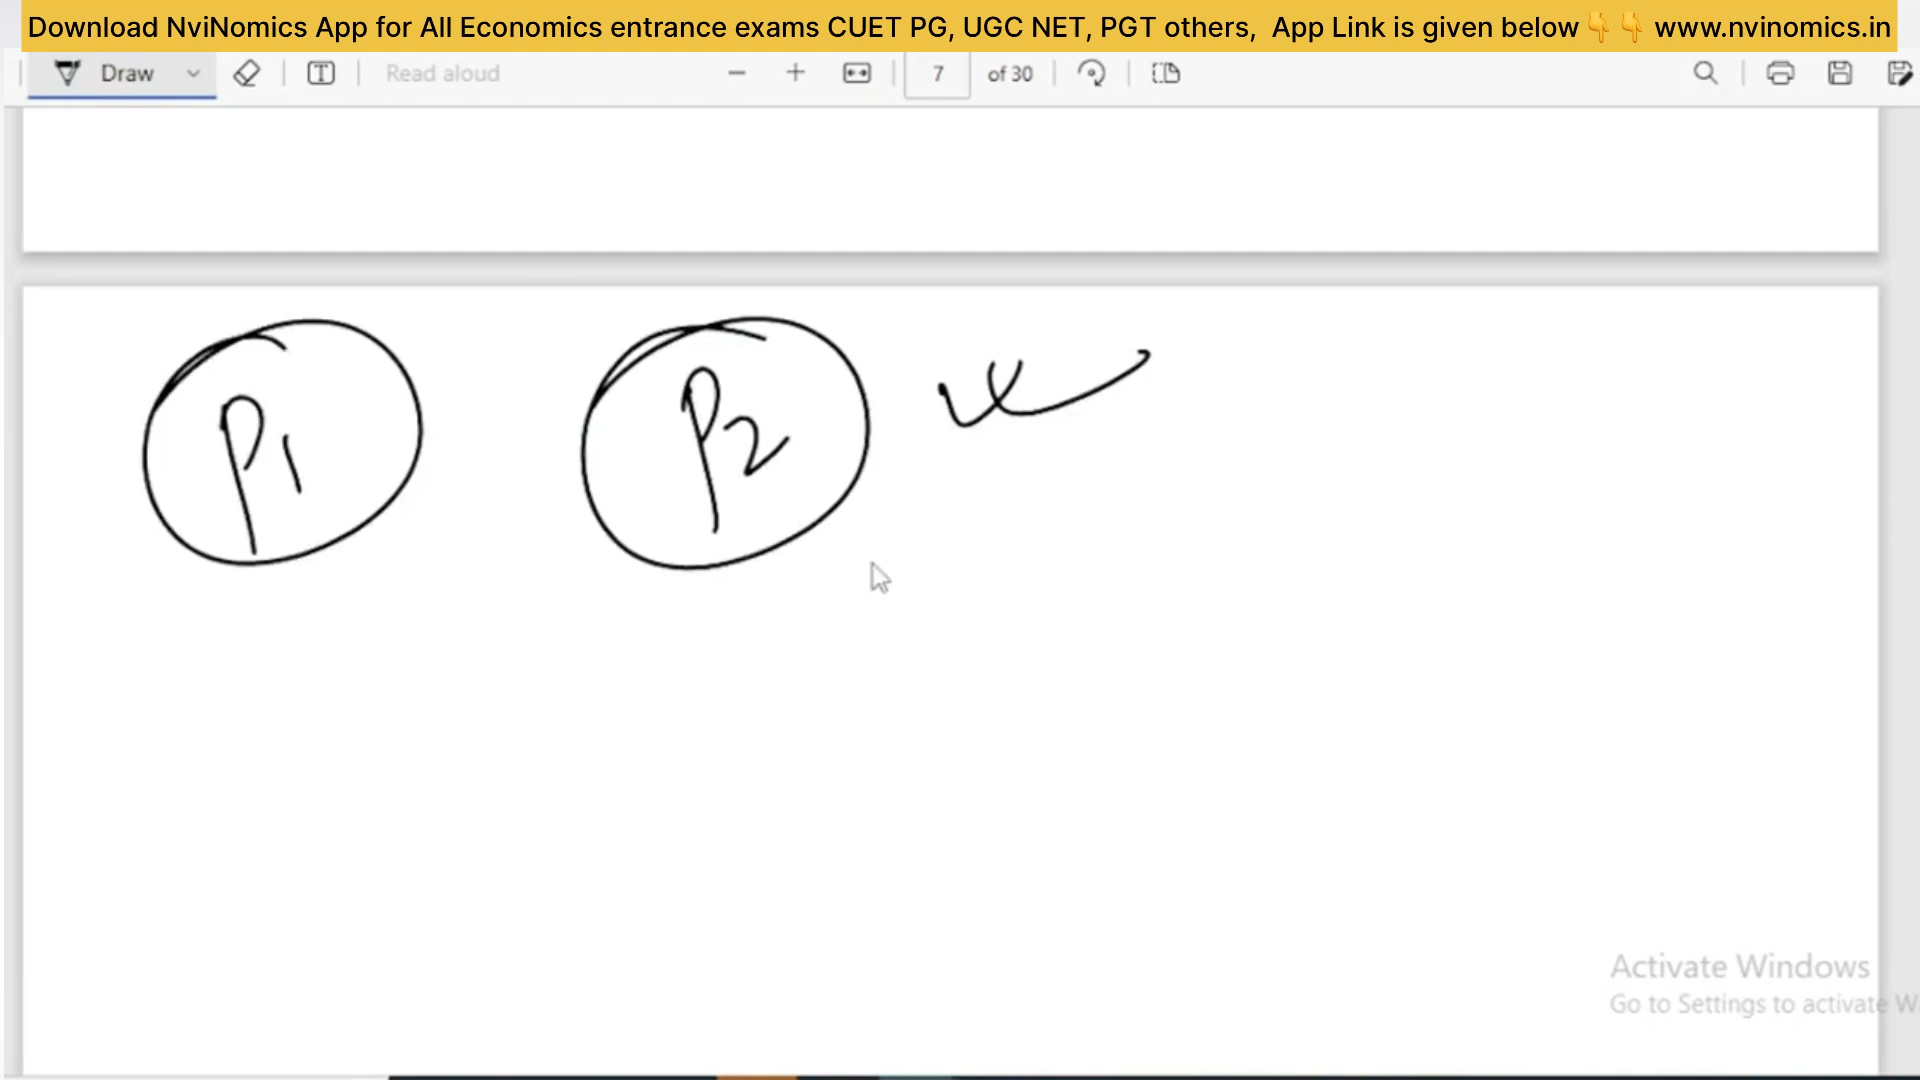 Download NviNomics App for All Economics entrance exams CUET PG, UGC NET, PGT others, App Link is given below👇👇 www.nvinomics.in
Draw Read aloud 7 of 30
P1 P2
Activate Windows
Go to Settings to activate W